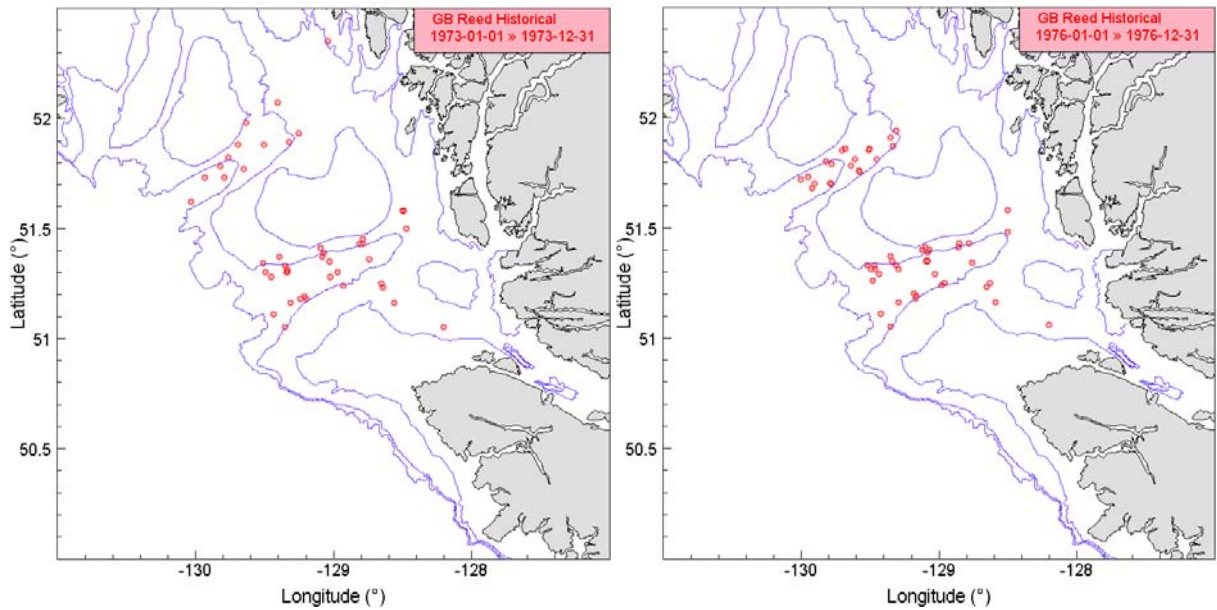 GB Reed Historical
1973-01-01 » 1973-12-31
52
51.5
51
50.5
Latitude (°)
-130
-129
-128
Longitude (°)
GB Reed Historical
1976-01-01 » 1976-12-31
52
51.5
51
50.5
Latitude (°)
-130
-129
-128
Longitude (°)